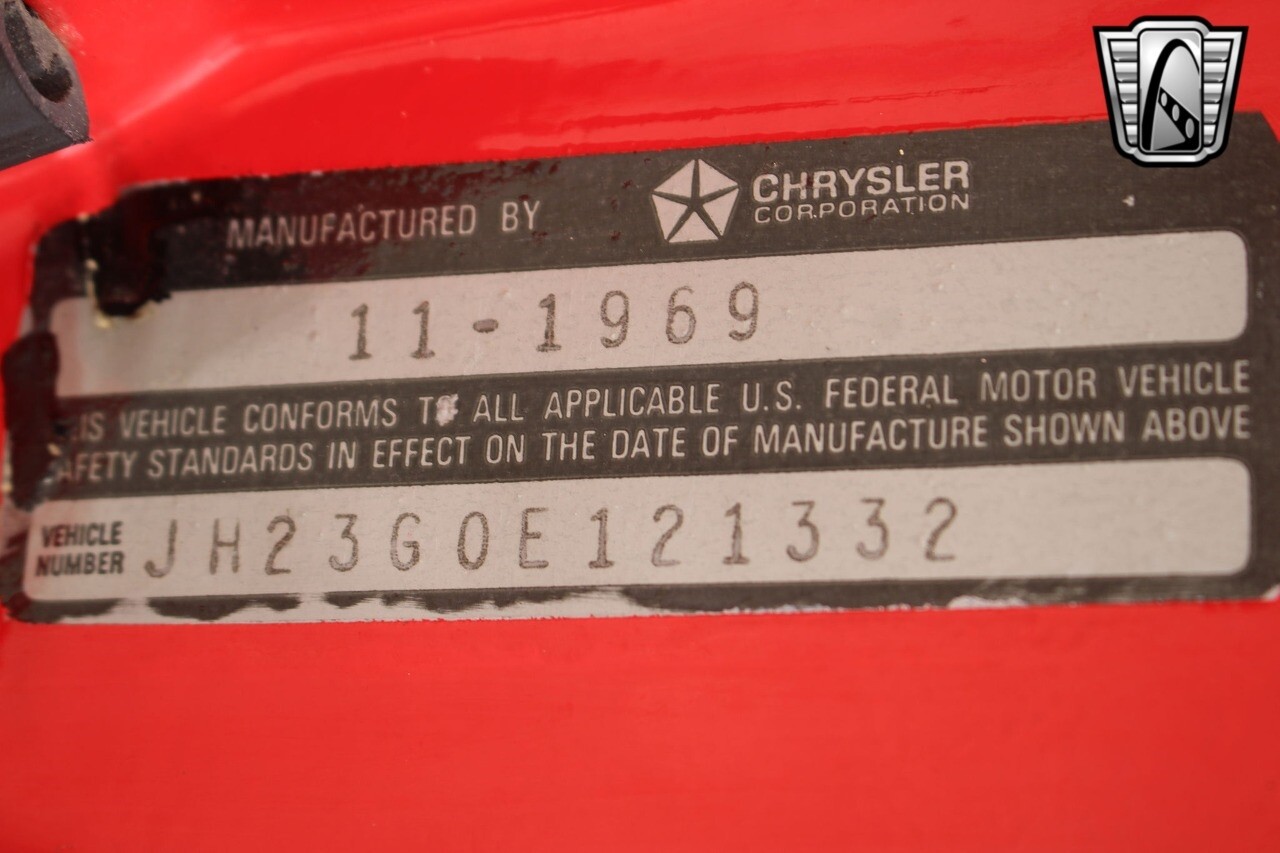 MANUFACTURED BY CHRYSLER
CORPORATION
11-1969
VEHICLE CONFORMS TO ALL APPLICABLE U.S. FEDERAL MOTOR VEHICLE
STANDARDS IN EFFECT ON THE DATE OF MANUFACTURE SHOWN ABOVE
VEHICLE
NUMBER JH23G0E121332